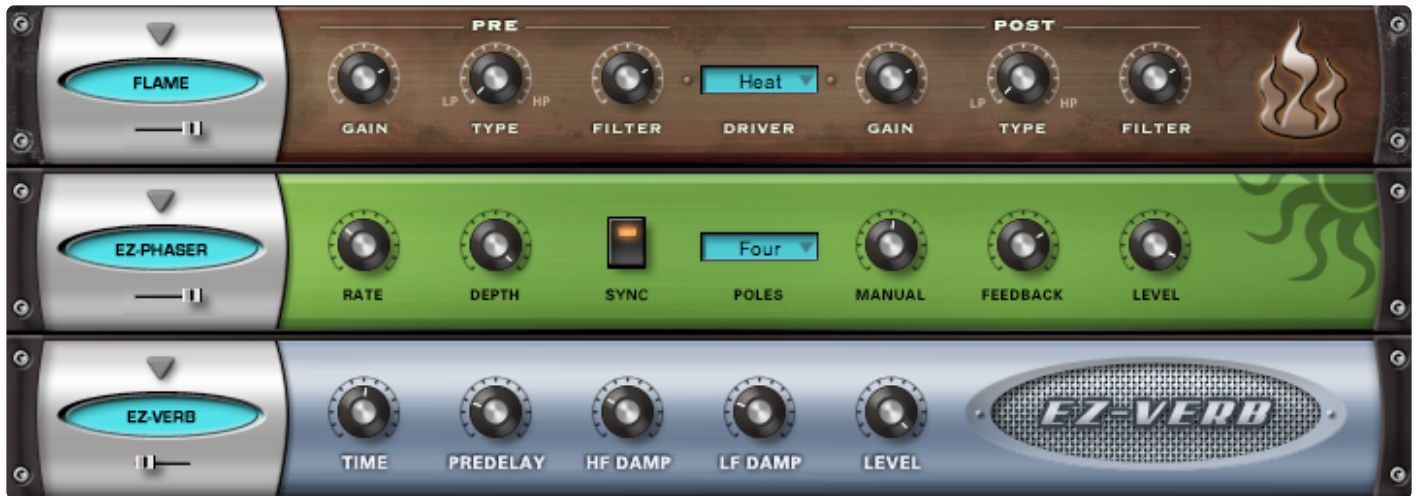 PRE
POST
FLAME
Heat
LP
HP
LP
HP
GAIN
TYPE
FILTER
DRIVER
GAIN
TYPE
FILTER
EZ-PHASER
Four
RATE
DEPTH
SYNC
POLES
MANUAL
FEEDBACK
LEVEL
EZ-VERB
EZ-VERB
TIME
PREDELAY
HF DAMP
LF DAMP
LEVEL